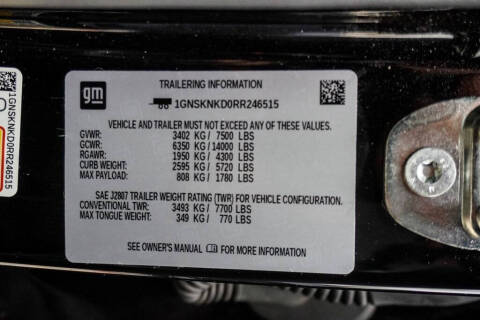 gm
TRAILERING INFORMATION
1GNSKNKD0RR246515
VEHICLE AND TRAILER MUST NOT EXCEED ANY OF THESE VALUES.
GVWR: 3402 KG / 7500 LBS
GCWR: 6350 KG / 14000 LBS
RGAWR: 1950 KG / 4300 LBS
CURB WEIGHT: 2595 KG / 5720 LBS
MAX PAYLOAD: 808 KG / 1780 LBS
SAE J2807 TRAILER WEIGHT RATING (TWR) FOR VEHICLE CONFIGURATION.
CONVENTIONAL TWR: 3493 KG / 7700 LBS
MAX TONGUE WEIGHT: 349 KG / 770 LBS
SEE OWNER'S MANUAL FOR MORE INFORMATION
1GNSKNKD0RR246515